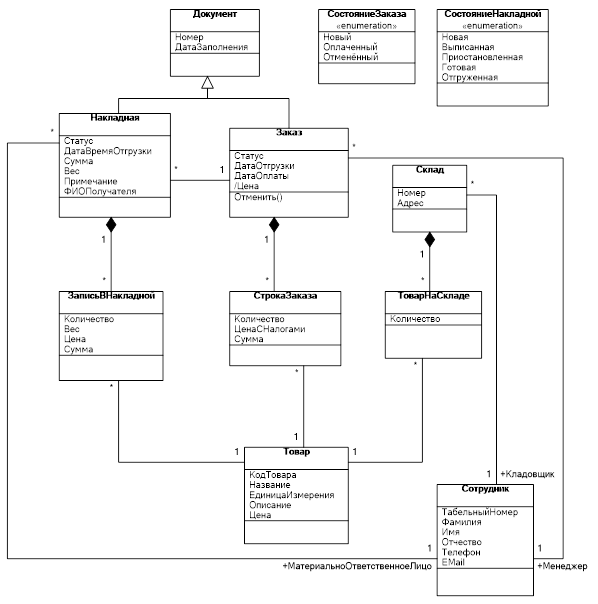 Документ
Номер
ДатаЗаполнения
СостояниеЗаказа
«enumeration»
Новый
Оплаченный
Отменённый
СостояниеНакладной
«enumeration»
Новая
Выписанная
Приостановленная
Готовая
Отгруженная
Накладная
Статус
ДатаВремяОтгрузки
Сумма
Вес
Примечание
ФИОПолучателя
Заказ
Статус
ДатаОтгрузки
ДатаОплаты
/Цена
Отменить()
Склад
Номер
Адрес
*
*
1
*
*
1
1
1
*
*
*
ЗаписьВНакладной
Количество
Вес
Цена
Сумма
СтрокаЗаказа
Количество
ЦенаСНалогами
Сумма
ТоварНаСкладе
Количество
*
*
*
1
1
1
Товар
КодТовара
Название
ЕдиницаИзмерения
Описание
Цена
1 +Кладовщик
Сотрудник
ТабельныйНомер
Фамилия
Имя
Отчество
Телефон
EMail
1
+МатериальноОтветственноеЛицо
1
+Менеджер